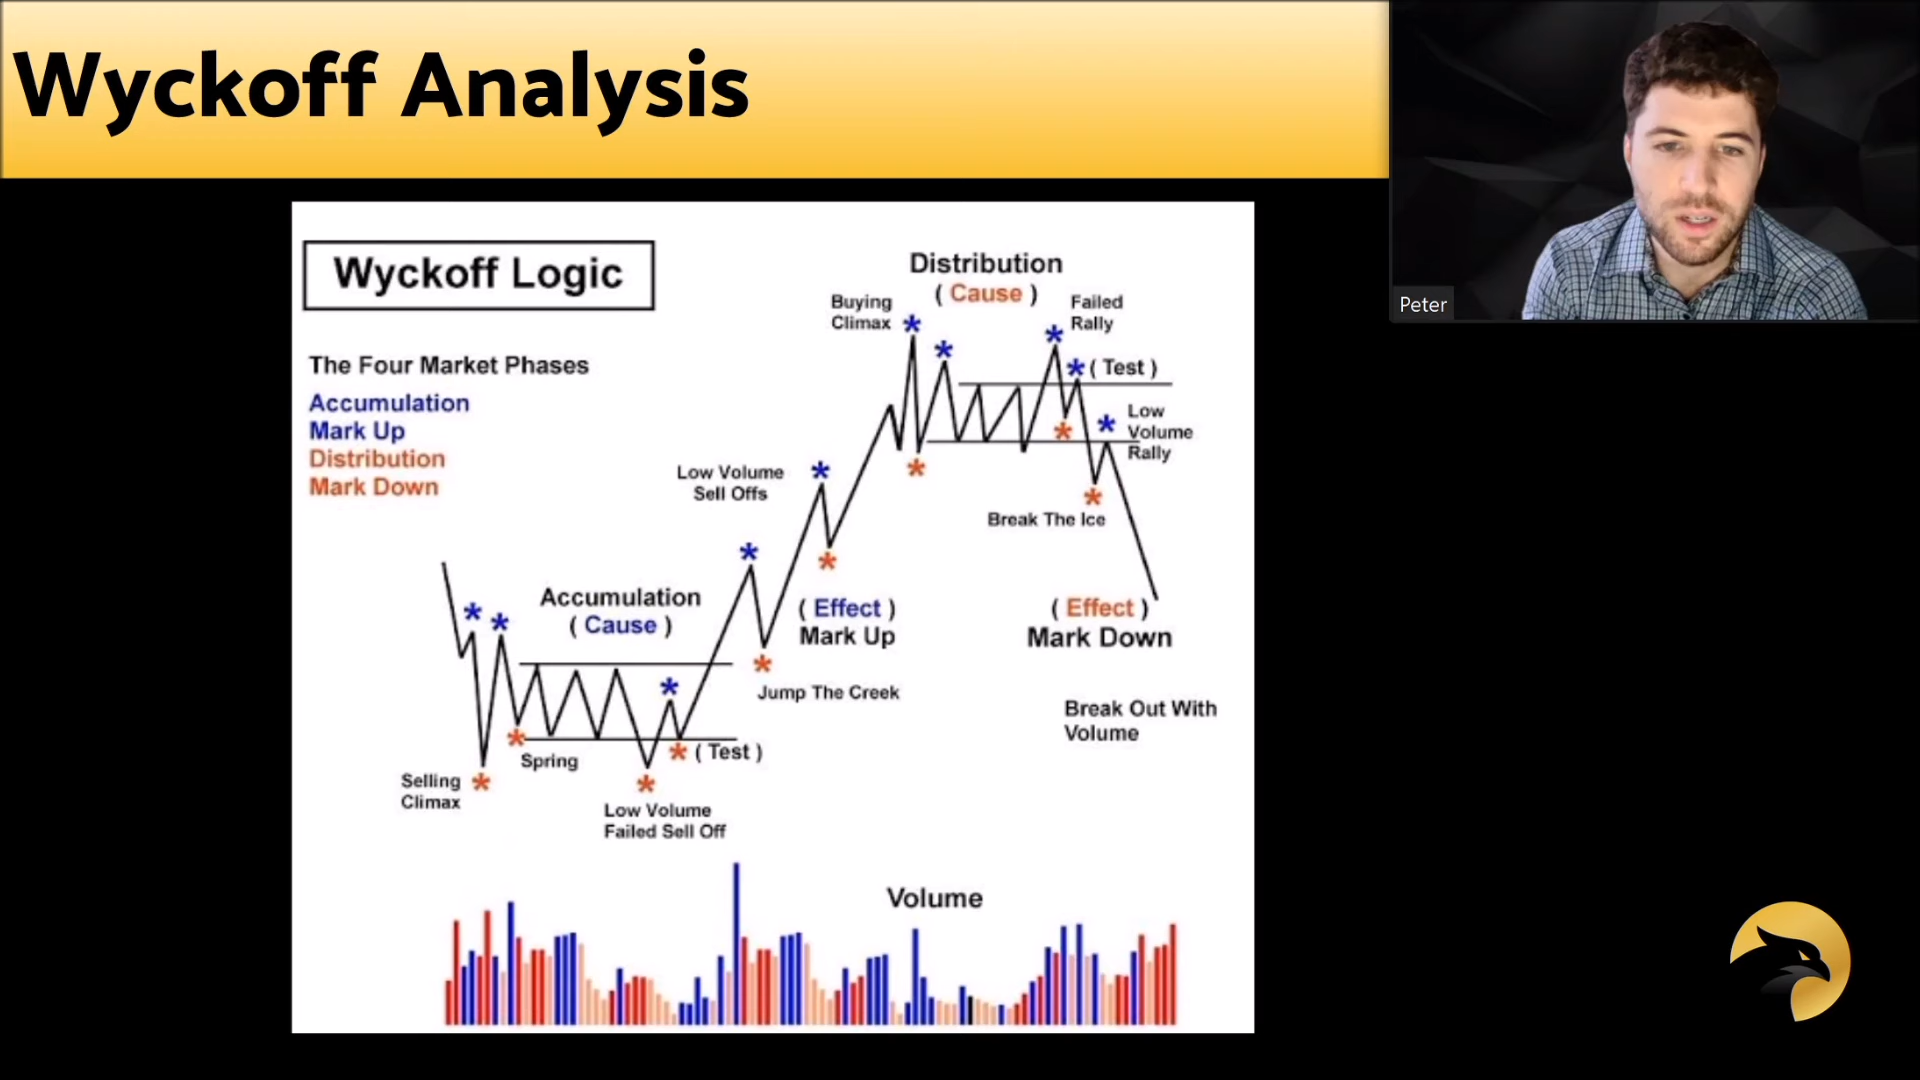 Wyckoff Analysis
Peter
Wyckoff Logic
The Four Market Phases
Accumulation
Mark Up
Distribution
Mark Down
Distribution
( Cause )
Buying
Climax
Failed
Rally
( Test )
Low
Volume
Rally
Low Volume
Sell Offs
Break The Ice
Accumulation
( Cause )
( Effect )
Mark Up
( Effect )
Mark Down
Jump The Creek
Break Out With
Volume
Spring
( Test )
Selling
Climax
Low Volume
Failed Sell Off
Volume